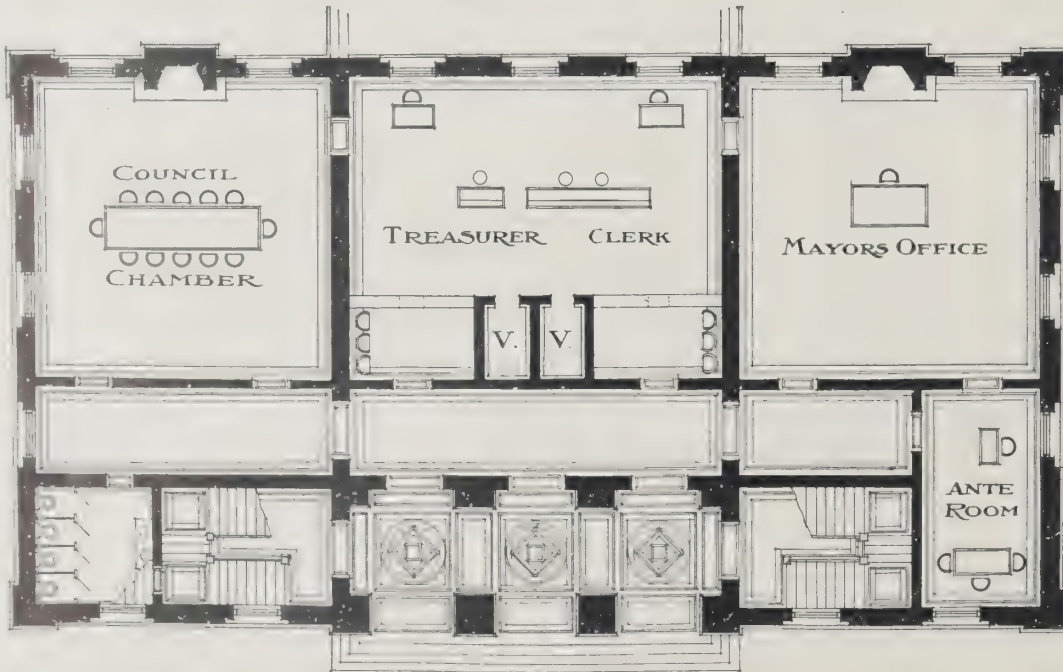 COUNCIL
CHAMBER
TREASURER CLERK
MAYORS OFFICE
V. V.
ANTE
ROOM